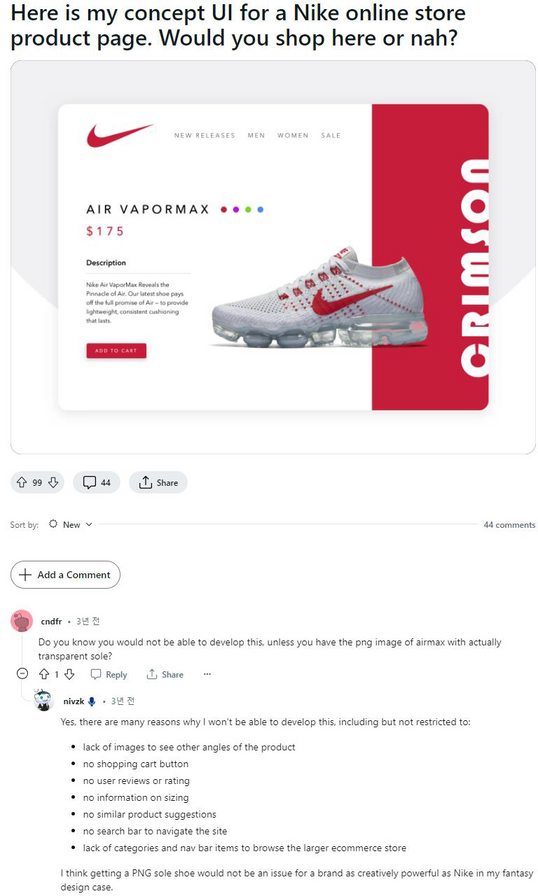 Here is my concept UI for a Nike online store
product page. Would you shop here or nah?
NEW RELEASES MEN WOMEN SALE
AIR VAPORMAX
$175
Description
Nike Air VaporMax Reveals the
Pinnacle of Air. Our latest shoe pays
off the full promise of Air – to provide
lightweight, consistent cushioning
that lasts.
ADD TO CART
CRIMSON
99
44
Share
Sort by:
New
44 comments
Add a Comment
cndfr • 3년 전
Do you know you would not be able to develop this, unless you have the png image of airmax with actually
transparent sole?
1
Reply
Share
...
nivzk • 3년 전
Yes, there are many reasons why I won't be able to develop this, including but not restricted to:
• lack of images to see other angles of the product
• no shopping cart button
• no user reviews or rating
• no information on sizing
• no similar product suggestions
• no search bar to navigate the site
• lack of categories and nav bar items to browse the larger ecommerce store
I think getting a PNG sole shoe would not be an issue for a brand as creatively powerful as Nike in my fantasy
design case.